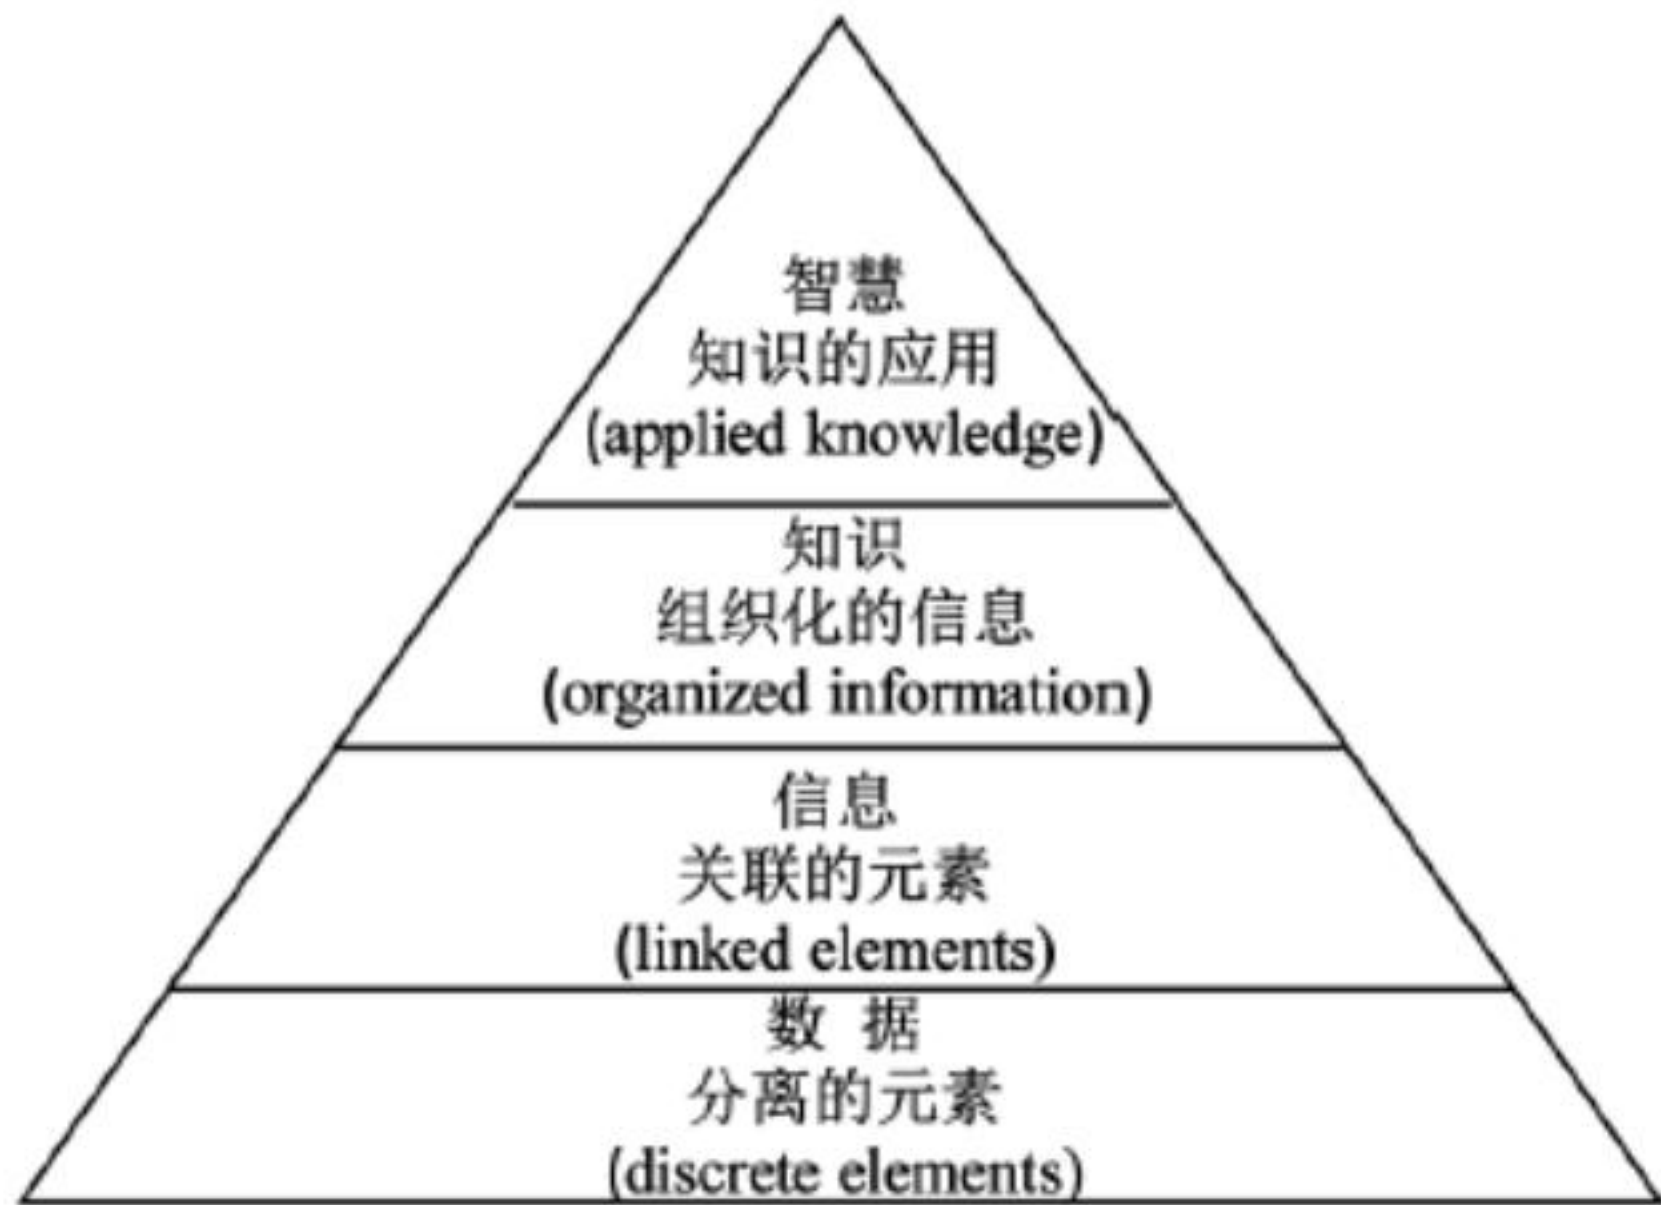 智慧
知识的应用
(applied knowledge)
知识
组织化的信息
(organized information)
信息
关联的元素
(linked elements)
数 据
分离的元素
(discrete elements)